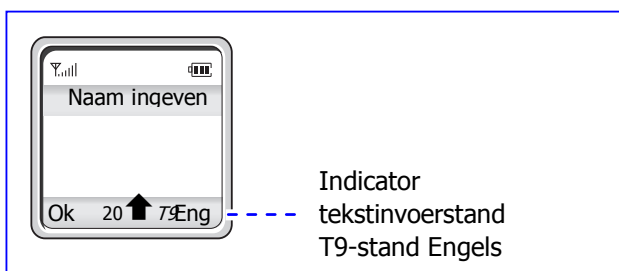 Naam ingeven
Ok 20 T9Eng
Indicator
tekstinvoerstand
T9-stand Engels